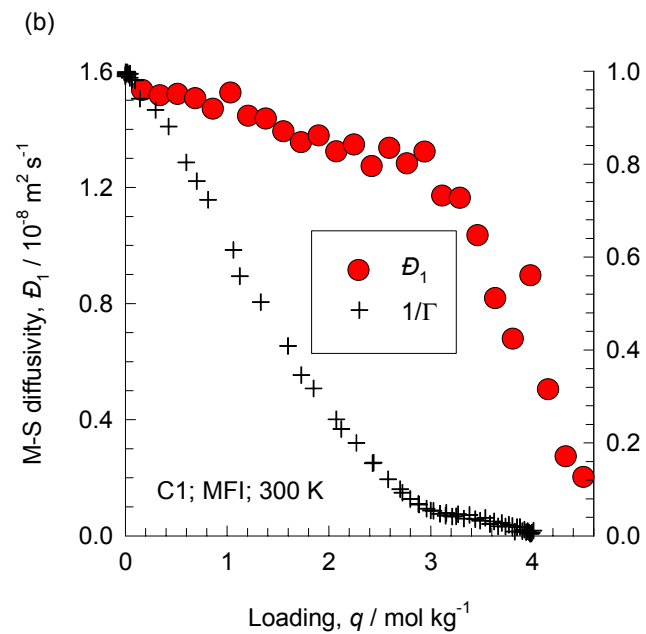 (b)
M-S diffusivity, Đ₁ / 10⁻⁸ m² s⁻¹
1.6
1.2
0.8
0.4
0.0
1.0
0.8
0.6
0.4
0.2
0.0
Đ₁
1/Γ
C1; MFI; 300 K
0
1
2
3
4
Loading, q / mol kg⁻¹